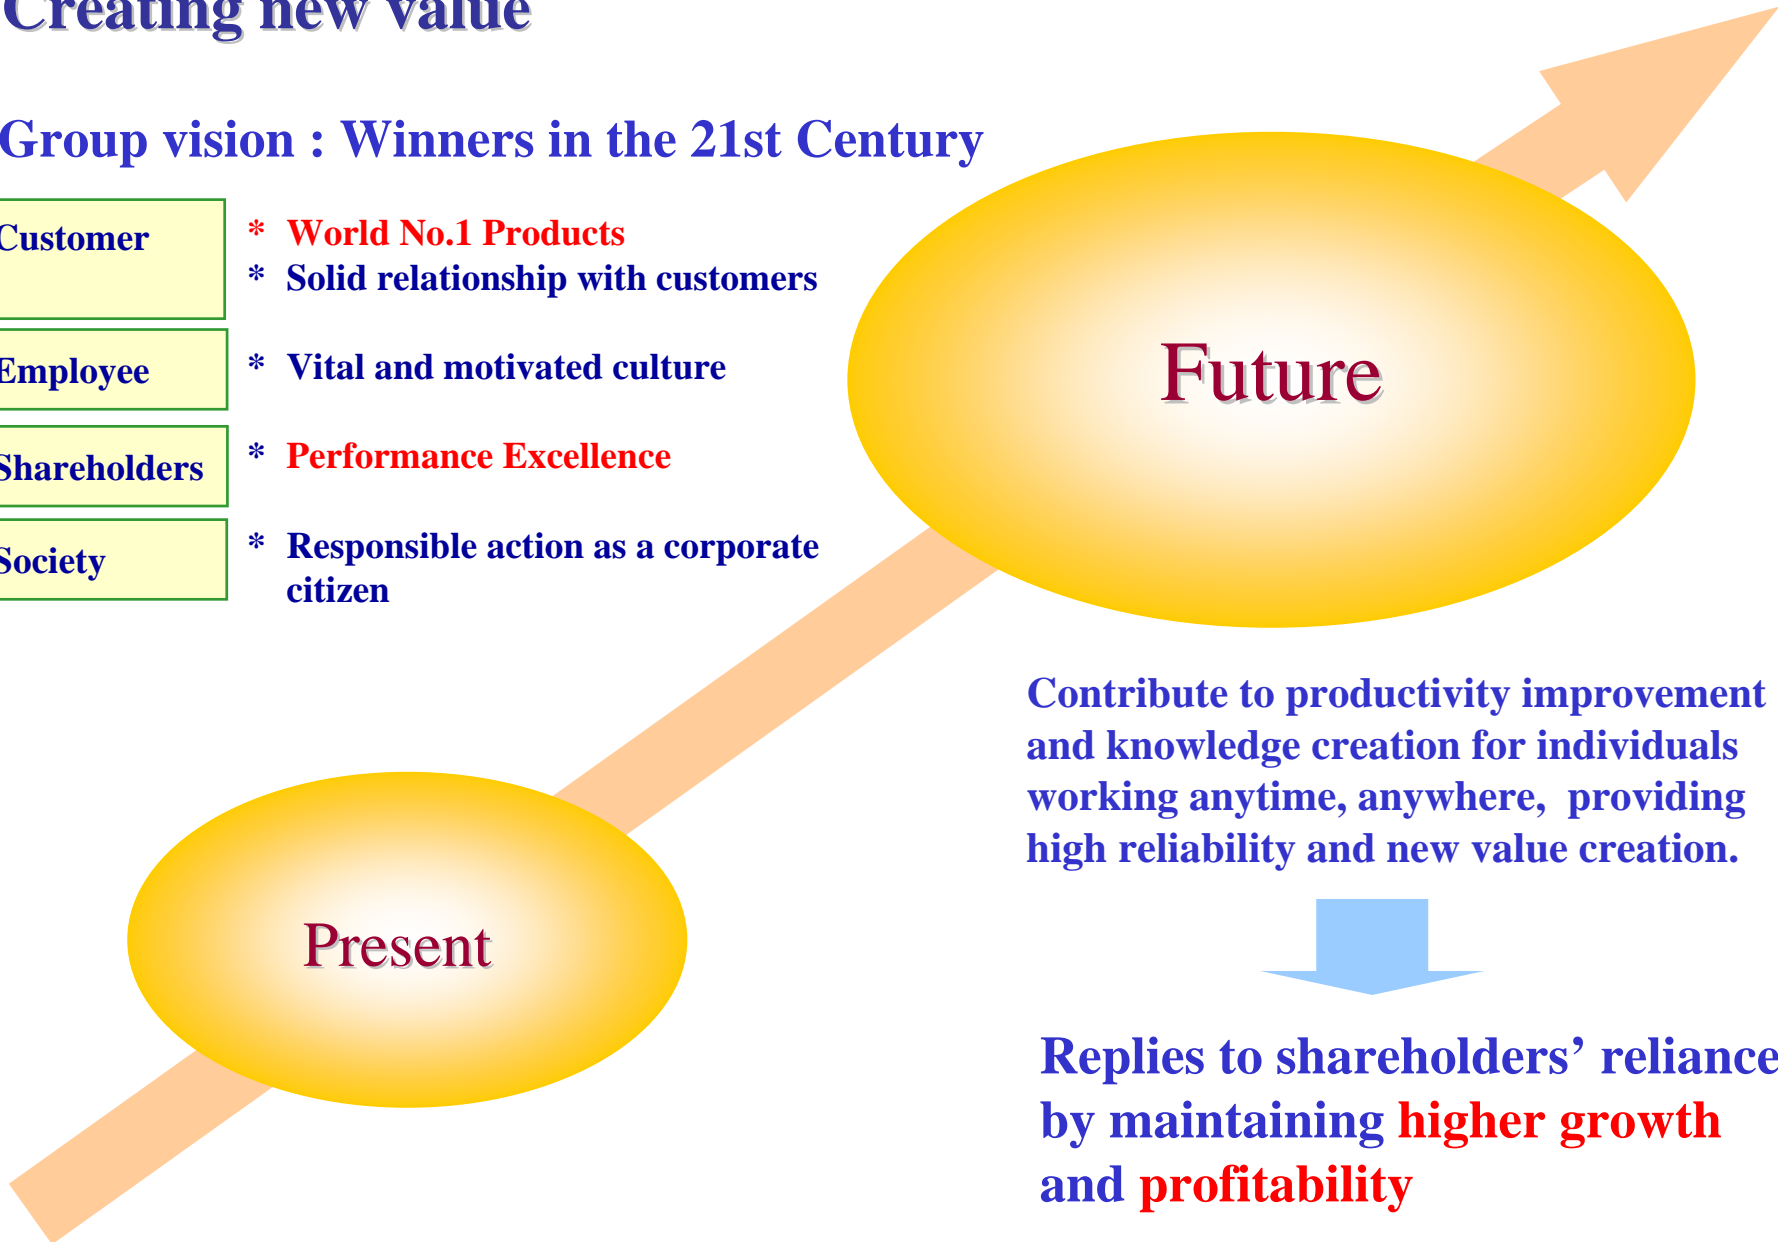 Creating new value
Group vision : Winners in the 21st Century
Customer
* World No.1 Products
* Solid relationship with customers
Employee
* Vital and motivated culture
Shareholders
* Performance Excellence
Society
* Responsible action as a corporate
citizen
Future
Contribute to productivity improvement
and knowledge creation for individuals
working anytime, anywhere, providing
high reliability and new value creation.
Present
Replies to shareholders’ reliance
by maintaining higher growth
and profitability